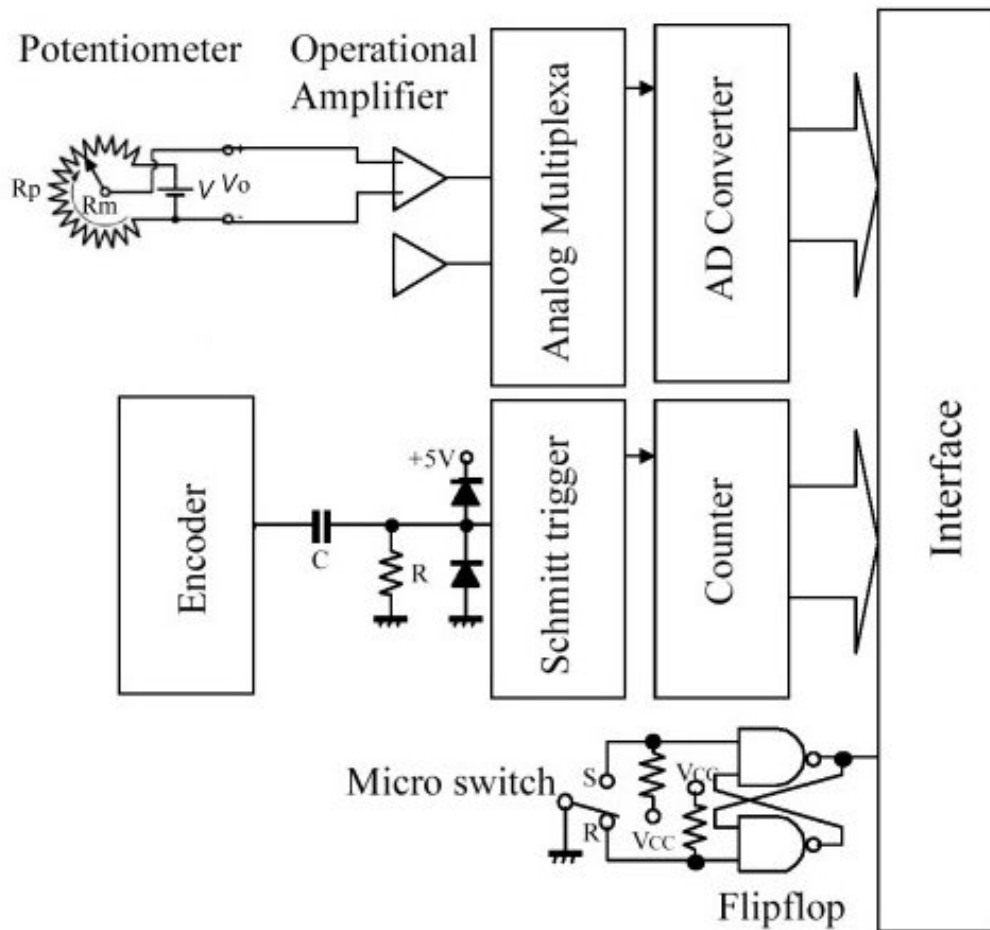 Potentiometer
Operational
Amplifier
Rp
Rm
V
Vo
+
-
Analog Multiplexa
AD Converter
Interface
Encoder
C
R
+5V
Schmitt trigger
Counter
Micro switch
S
R
Vcc
Vcc
Flipflop